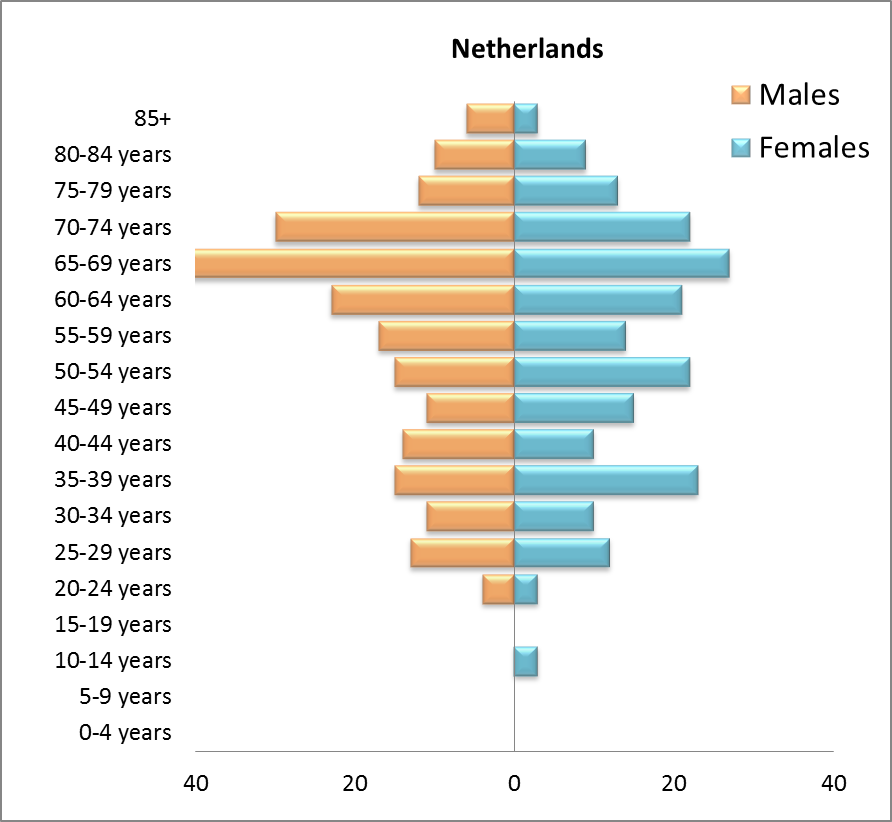 Netherlands
Males
Females
85+
80-84 years
75-79 years
70-74 years
65-69 years
60-64 years
55-59 years
50-54 years
45-49 years
40-44 years
35-39 years
30-34 years
25-29 years
20-24 years
15-19 years
10-14 years
5-9 years
0-4 years
40 20 0 20 40